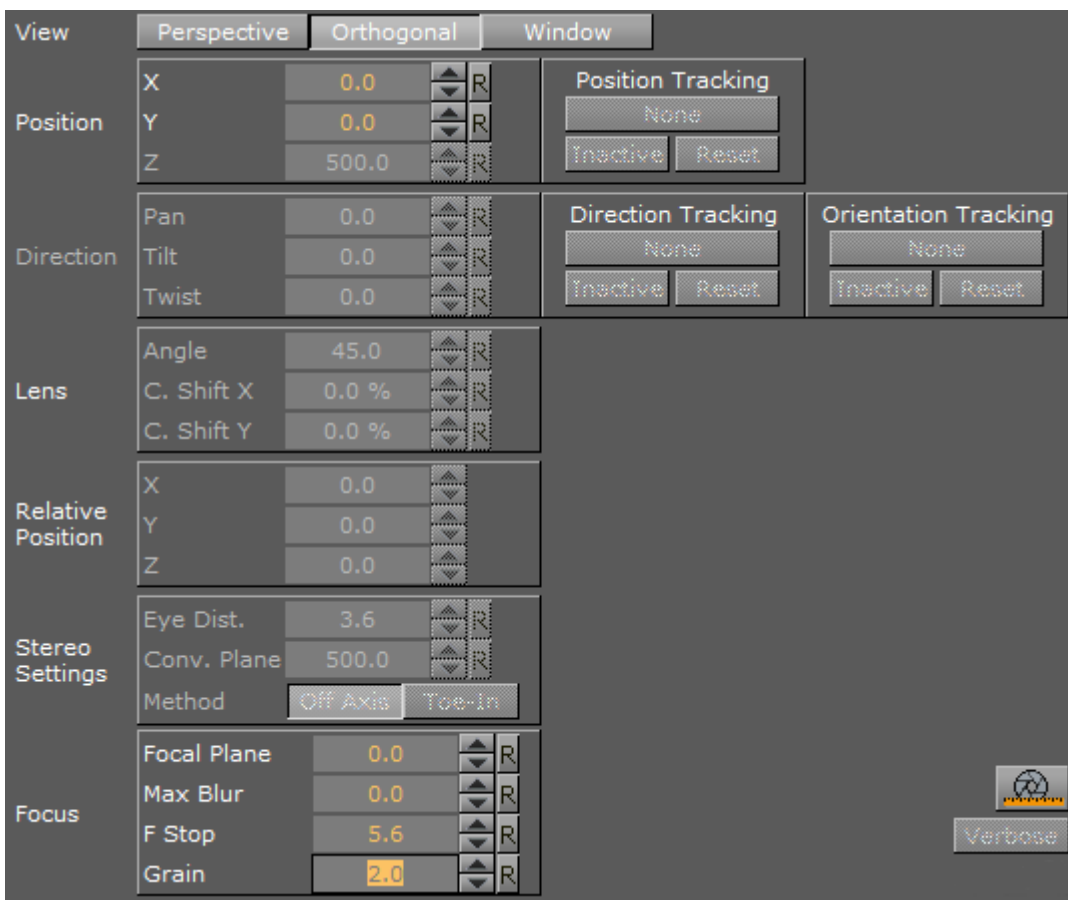 View Perspective Orthogonal Window
X 0.0 R Position Tracking
Position Y 0.0 R None
Z 500.0 R Inactive Reset
Pan 0.0 R Direction Tracking Orientation Tracking
Direction Tilt 0.0 R None None
Twist 0.0 R Inactive Reset Inactive Reset
Angle 45.0 R
Lens C. Shift X 0.0 % R
C. Shift Y 0.0 % R
X 0.0
Relative
Position
Y 0.0
Z 0.0
Eye Dist. 3.6 R
Stereo
Settings
Conv. Plane 500.0 R
Method Off Axis Toe-In
Focal Plane 0.0 R
Max Blur 0.0 R
Focus
F Stop 5.6 R Verbose
Grain 2.0 R